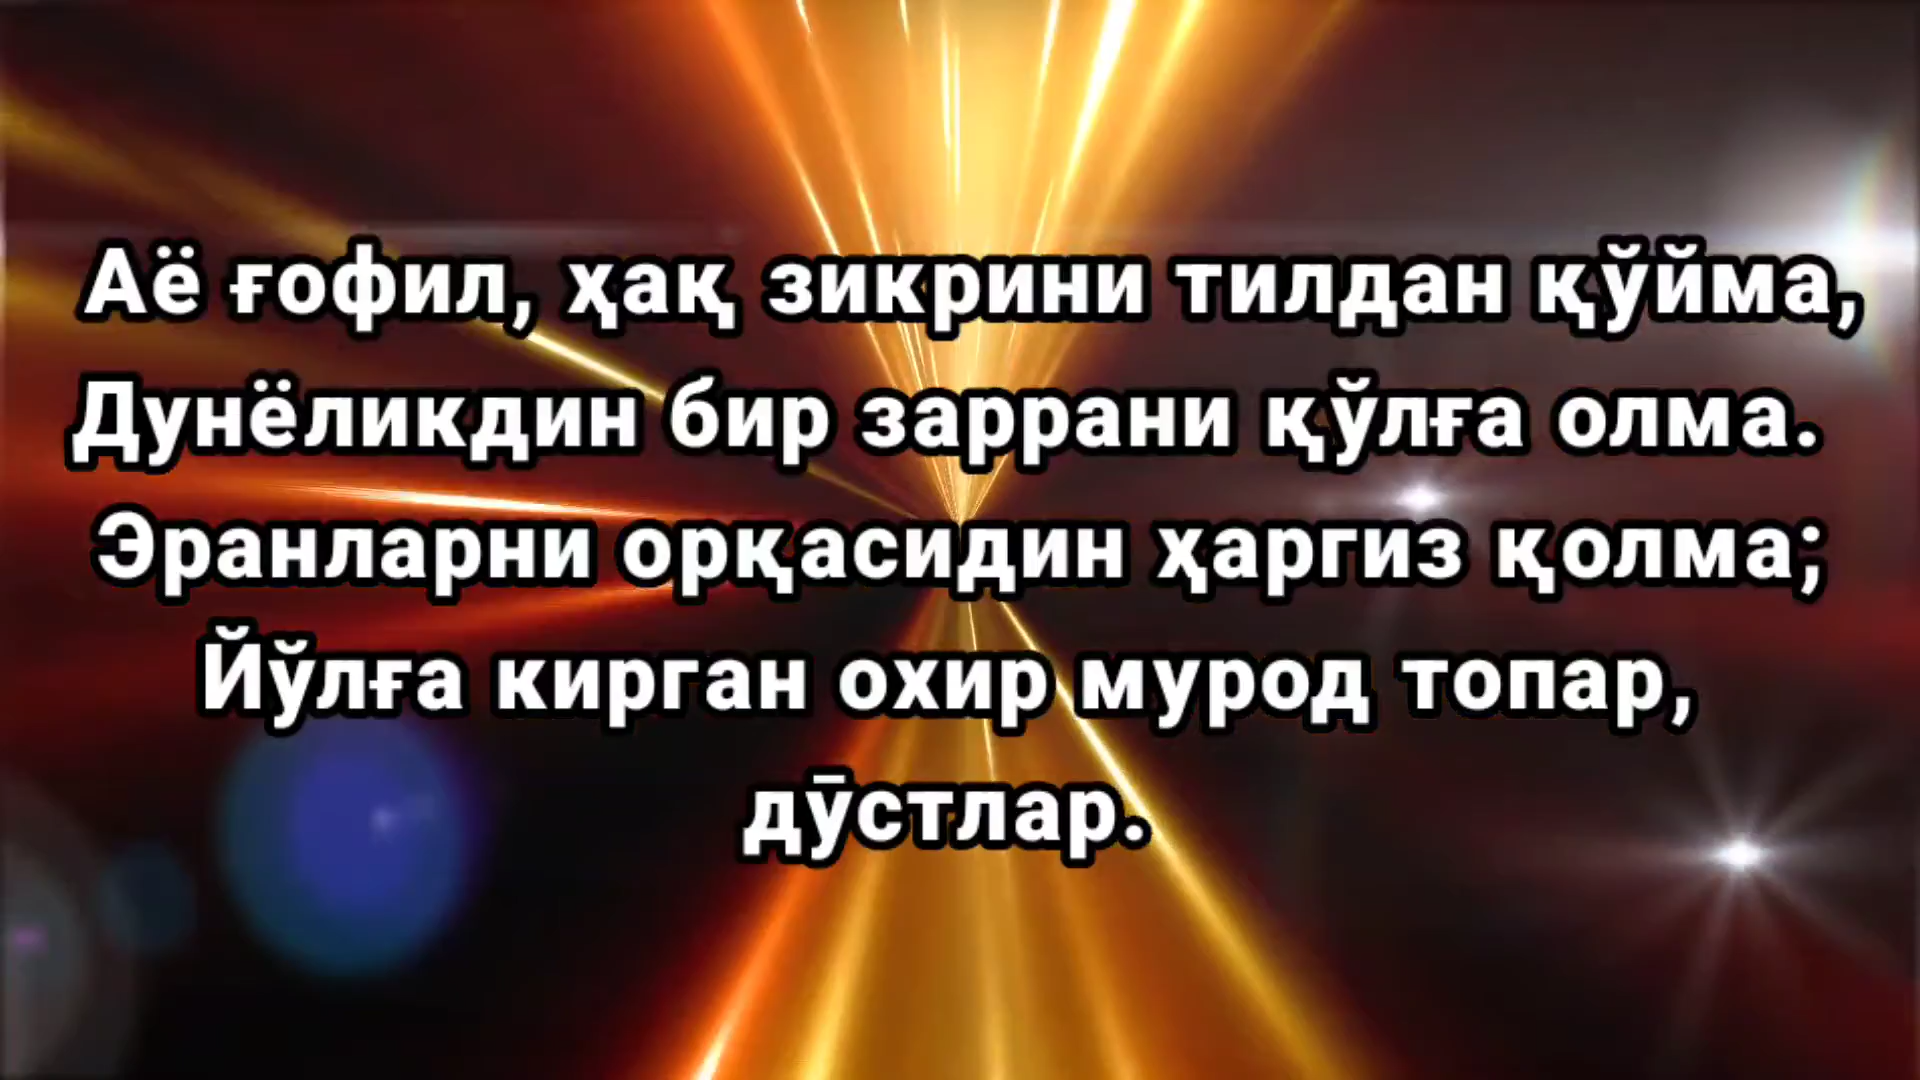 Аё ғофил, ҳақ зикрини тилдан қўйма,
Дунёликдин бир заррани қўлға олма.
Эранларни орқасидин ҳаргиз қолма;
Йўлға кирган охир мурод топар,
дӯстлар.